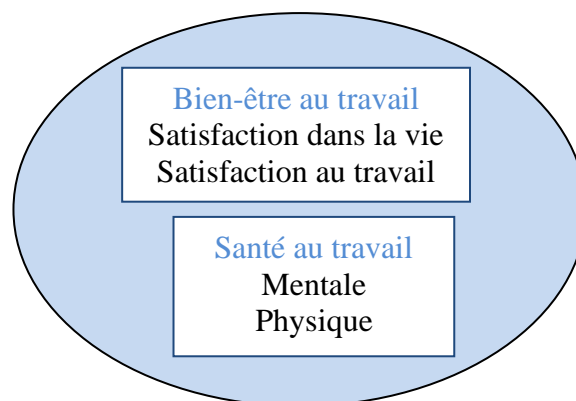 Bien-être au travail
Satisfaction dans la vie
Satisfaction au travail
Santé au travail
Mentale
Physique